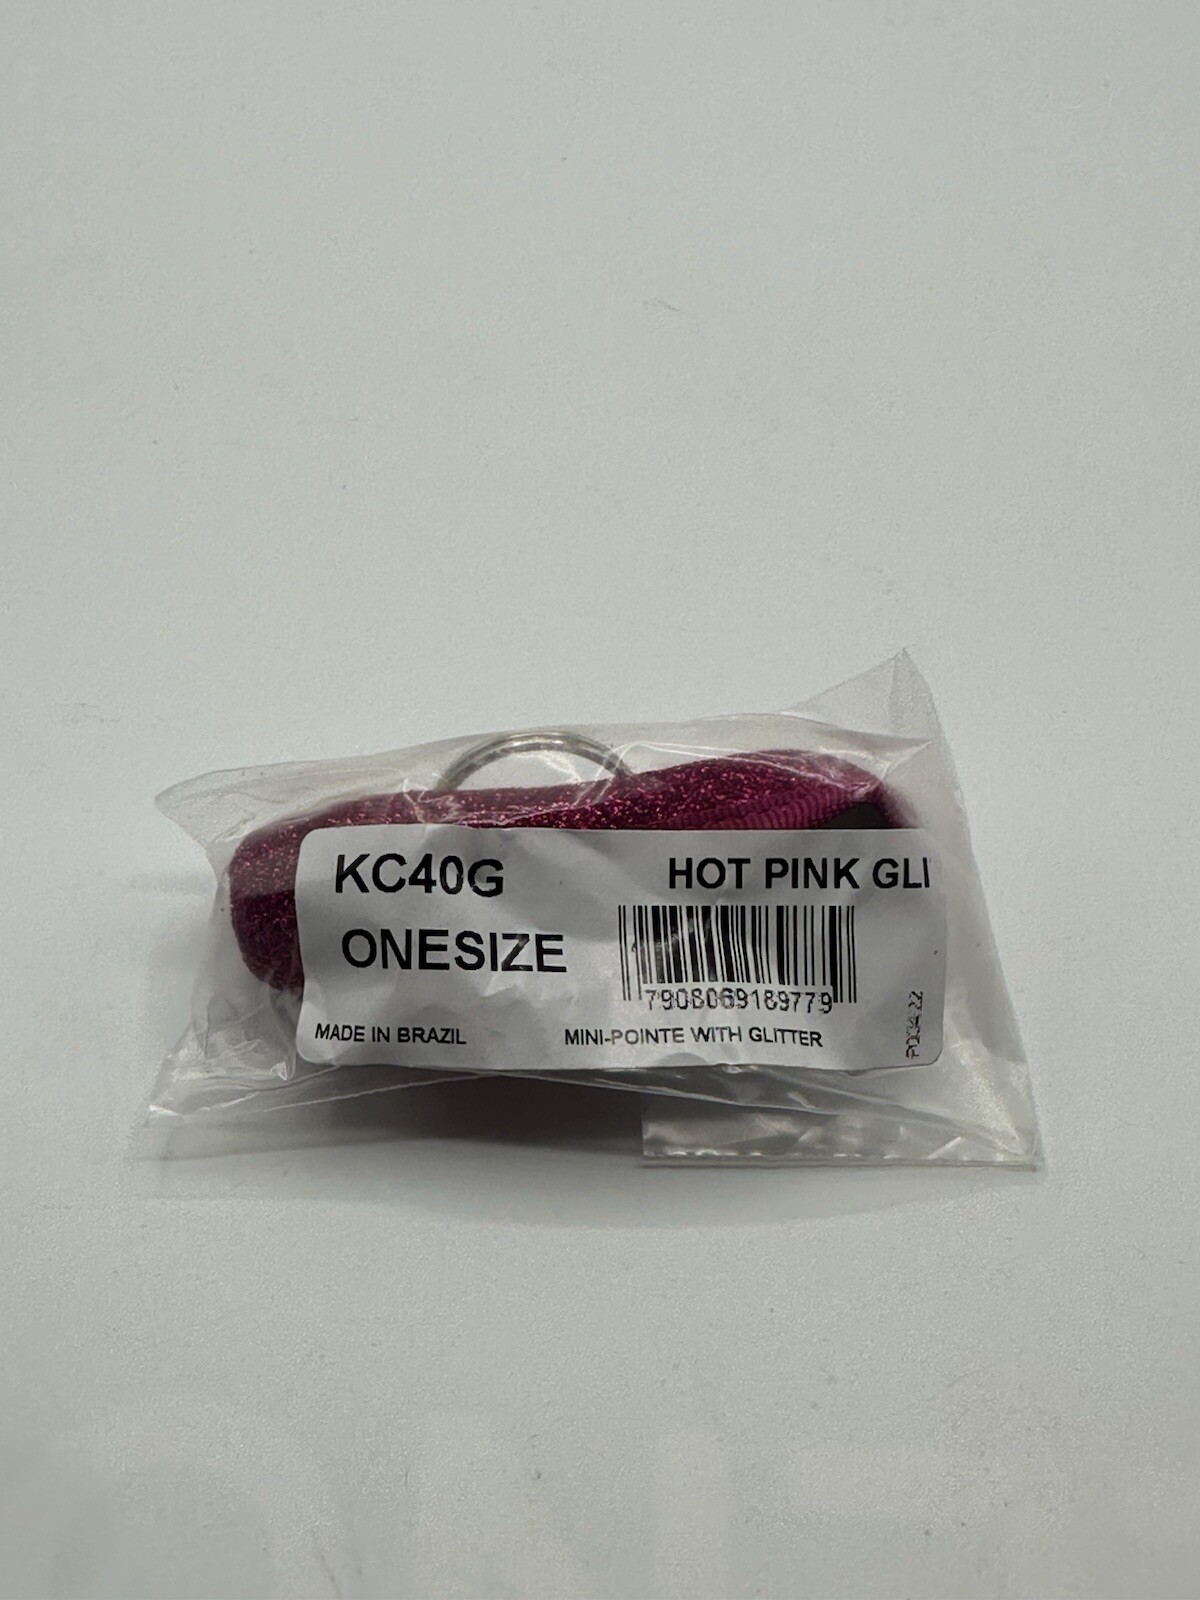 KC40G
HOT PINK GLI
ONESIZE
7908069189779
MADE IN BRAZIL
MINI-POINTE WITH GLITTER